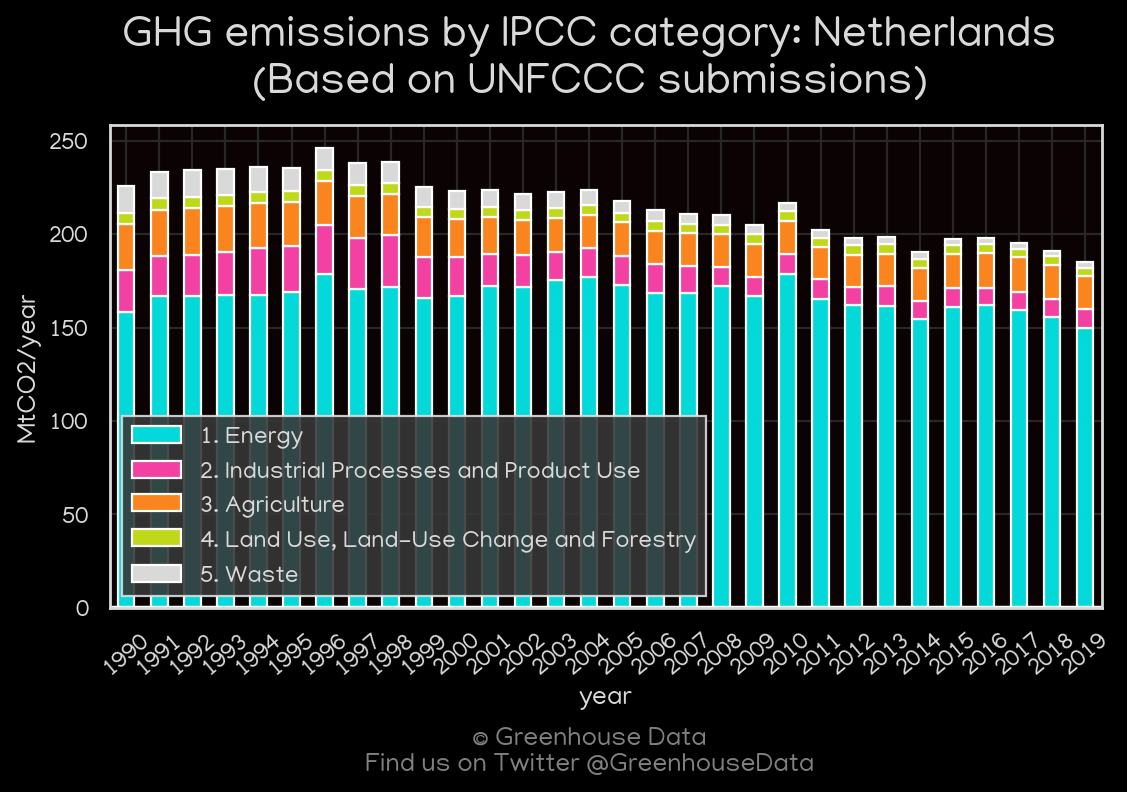 GHG emissions by IPCC category: Netherlands
(Based on UNFCCC submissions)
MtCO2/year
250
200
150
100
50
0
1. Energy
2. Industrial Processes and Product Use
3. Agriculture
4. Land Use, Land-Use Change and Forestry
5. Waste
1990 1991 1992 1993 1994 1995 1996 1997 1998 1999 2000 2001 2002 2003 2004 2005 2006 2007 2008 2009 2010 2011 2012 2013 2014 2015 2016 2017 2018 2019
year
© Greenhouse Data
Find us on Twitter @GreenhouseData